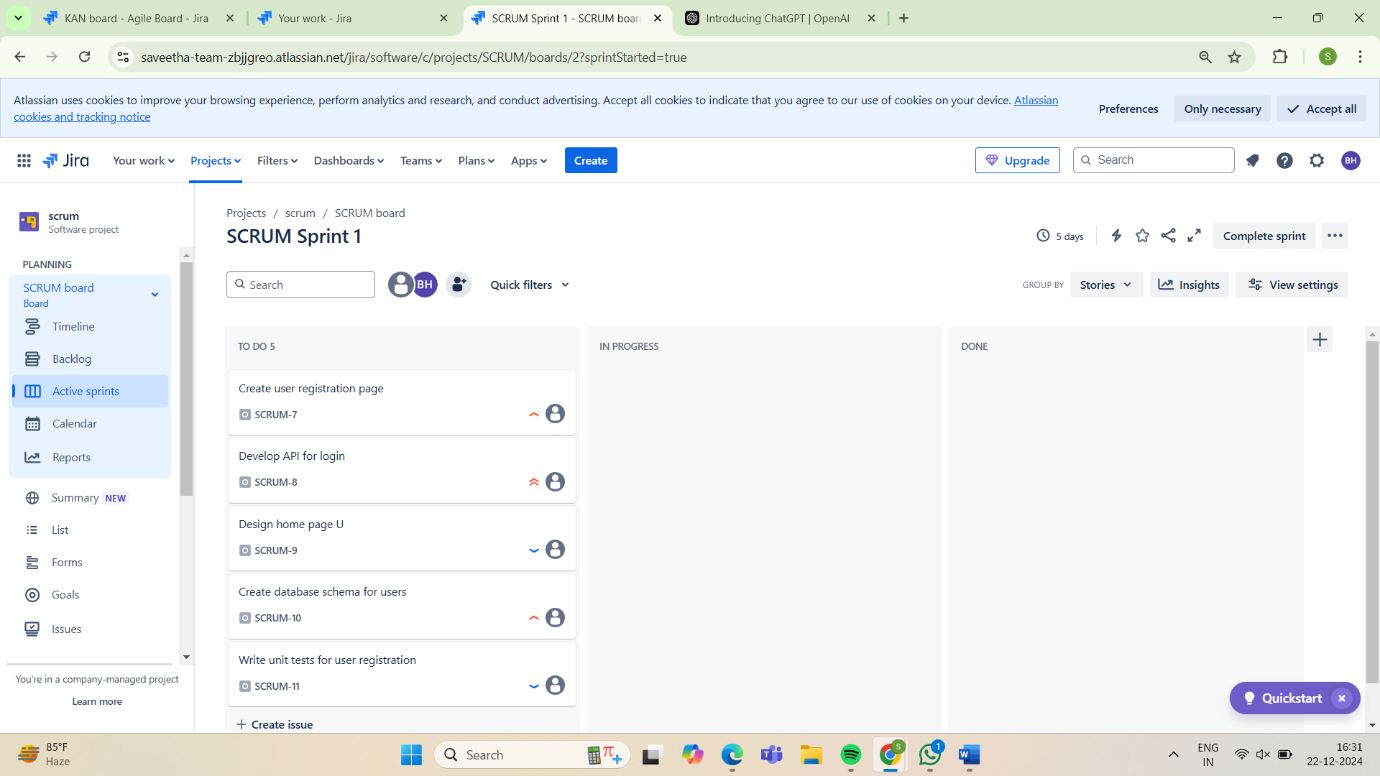 KAN board - Agile Board - Jira
Your work - Jira
SCRUM Sprint 1 - SCRUM board
Introducing ChatGPT | OpenAI
saveetha-team-zbjjgreo.atlassian.net/jira/software/c/projects/SCRUM/boards/2?sprintStarted=true
S
Atlassian uses cookies to improve your browsing experience, perform analytics and research, and conduct advertising. Accept all cookies to indicate that you agree to our use of cookies on your device. Atlassian
cookies and tracking notice
Preferences
Only necessary
Accept all
Jira
Your work
Projects
Filters
Dashboards
Teams
Plans
Apps
Create
Upgrade
Search
BH
scrum
Software project
PLANNING
SCRUM board
Board
Timeline
Backlog
Active sprints
Calendar
Reports
Summary NEW
List
Forms
Goals
Issues
You're in a company-managed project
Learn more
Projects / scrum / SCRUM board
SCRUM Sprint 1
5 days
Complete sprint
Search
BH
Quick filters
GROUP BY
Stories
Insights
View settings
TO DO 5
IN PROGRESS
DONE
Create user registration page
SCRUM-7
Develop API for login
SCRUM-8
Design home page U
SCRUM-9
Create database schema for users
SCRUM-10
Write unit tests for user registration
SCRUM-11
+ Create issue
Quickstart
85°F
Haze
Search
S
1
ENG
IN
16:31
22-12-2024